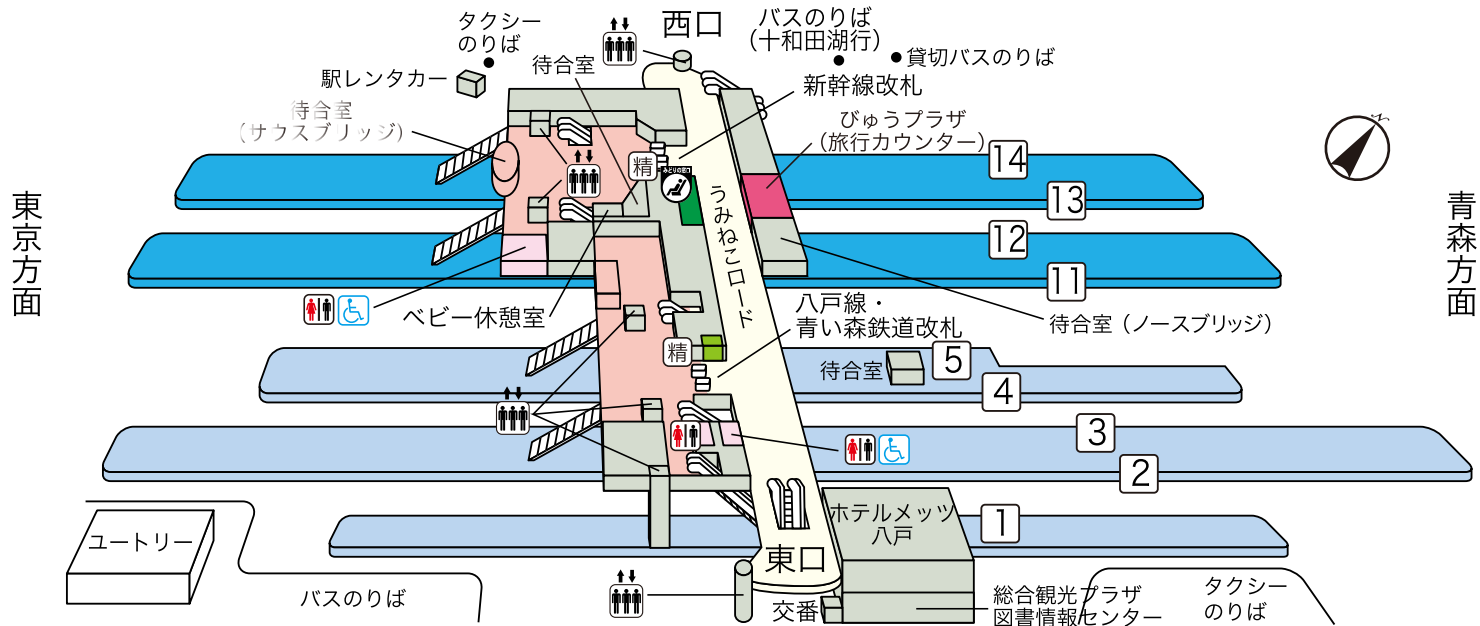 タクシー
のりば
西口
バスのりば
(十和田湖行)
貸切バスのりば
待合室
駅レンタカー
新幹線改札
待合室
(サウスブリッジ)
びゅうプラザ
(旅行カウンター)
N
14
精
みどりの窓口
13
東京方面
青森方面
うみねこロード
12
11
ベビー休憩室
八戸線・
青い森鉄道改札
待合室(ノースブリッジ)
精
待合室
5
4
3
2
1
ホテルメッツ
八戸
ユートリー
東口
バスのりば
交番
総合観光プラザ
図書情報センター
タクシー
のりば